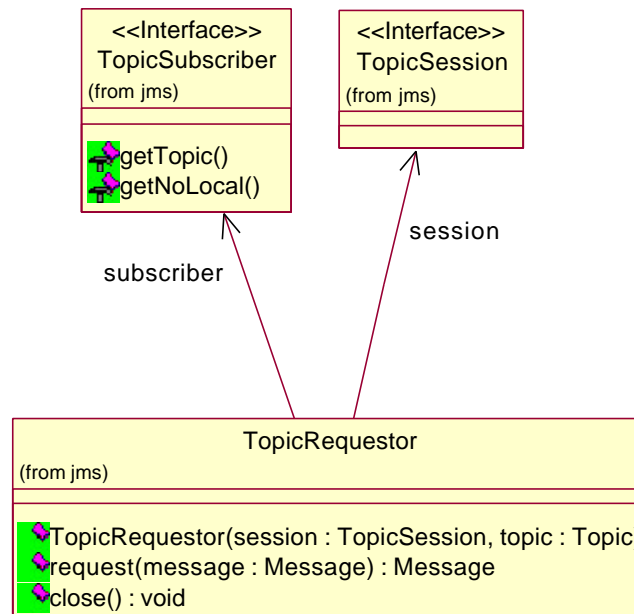 <<Interface>>
TopicSubscriber
(from jms)
getTopic()
getNoLocal()
<<Interface>>
TopicSession
(from jms)
subscriber
session
TopicRequestor
(from jms)
TopicRequestor(session : TopicSession, topic : Topic
request(message : Message) : Message
close() : void